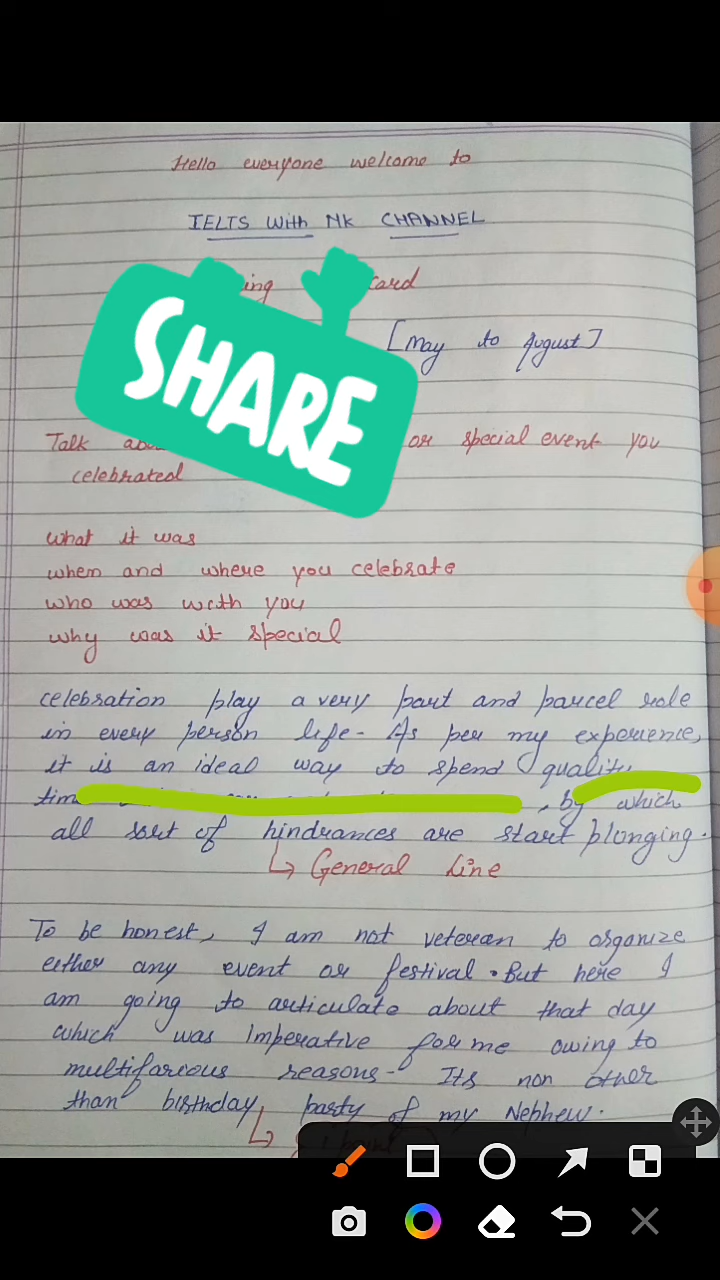 Hello everyone welcome to
IELTS with NK CHANNEL
card
[May to August]
SHARE
Talk or special event you
celebrated
what it was
when and where you celebrate
who was with you
why was it special
celebration play a very part and parcel role
in every person life- As per my experience,
it is an ideal way to spend quality
, by which
all sort of hindrances are start plonging.
↳ General Line
To be honest, I am not veteran to organize
either any event or festival. But here I
am going to articulate about that day
which was imperative for me owing to
multifarious reasons- Its non other
than birthday party of my Nephew.